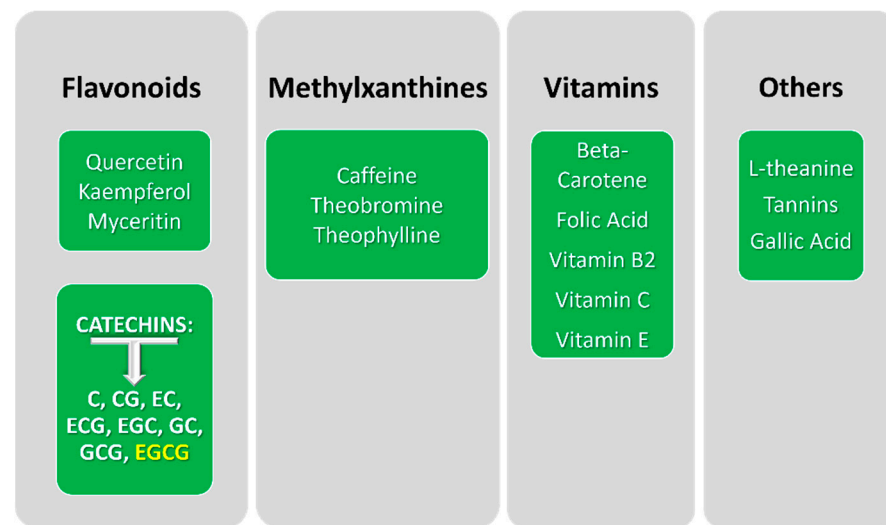 Flavonoids
Quercetin
Kaempferol
Myceritin
CATECHINS:
C, CG, EC,
ECG, EGC, GC,
GCG, EGCG
Methylxanthines
Caffeine
Theobromine
Theophylline
Vitamins
Beta-
Carotene
Folic Acid
Vitamin B2
Vitamin C
Vitamin E
Others
L-theanine
Tannins
Gallic Acid